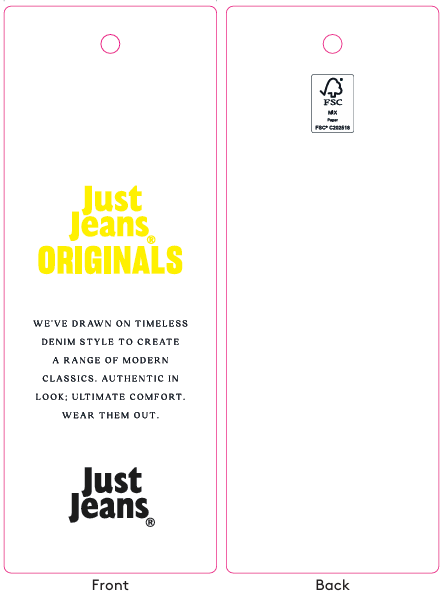 Just
Jeans®
ORIGINALS
WE'VE DRAWN ON TIMELESS
DENIM STYLE TO CREATE
A RANGE OF MODERN
CLASSICS. AUTHENTIC IN
LOOK; ULTIMATE COMFORT.
WEAR THEM OUT.
Just
Jeans®
Front
FSC
MIX
Paper
FSC® C202518
Back